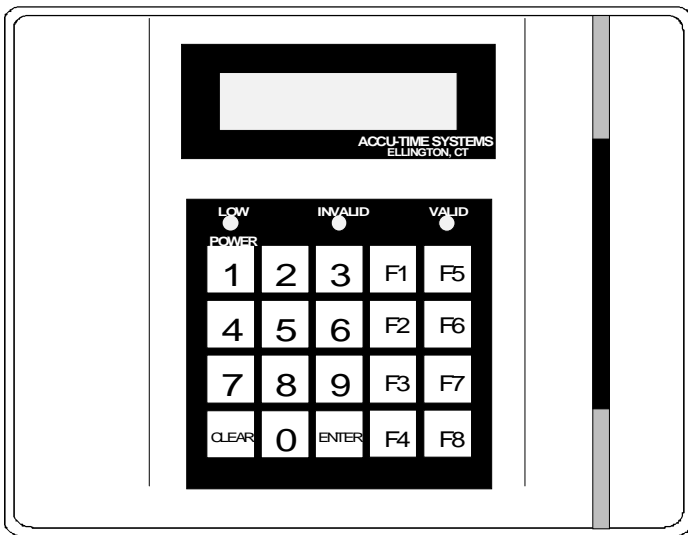 ACCU-TIME SYSTEMS
ELLINGTON, CT
LOW INVALID VALID
POWER
1 2 3 F1 F5
4 5 6 F2 F6
7 8 9 F3 F7
CLEAR 0 ENTER F4 F8